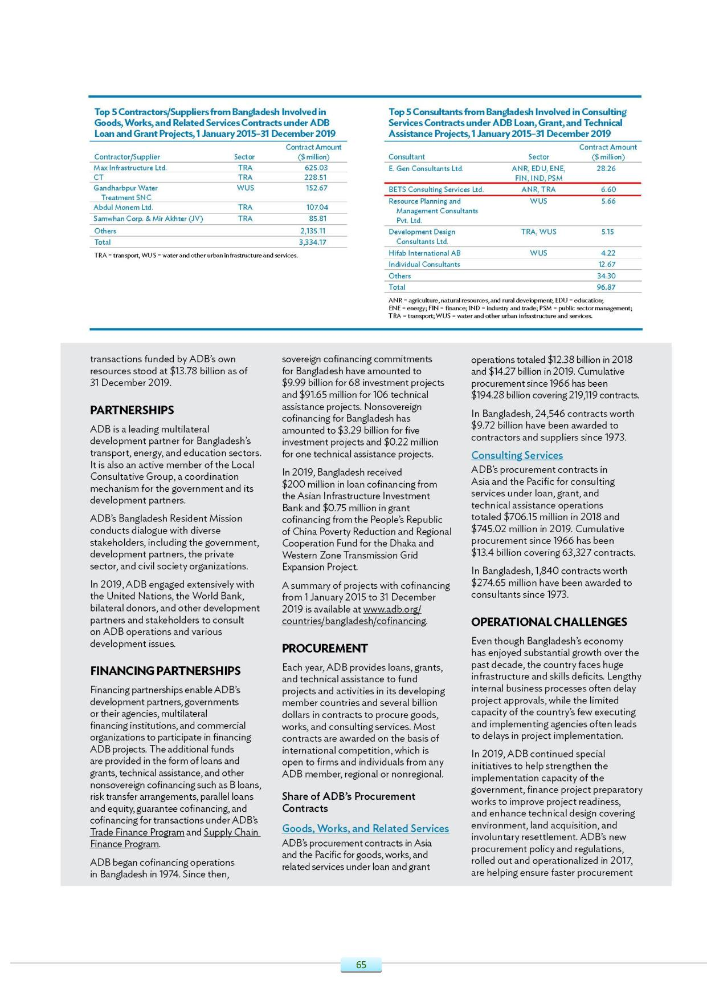 Top 5 Contractors/Suppliers from Bangladesh Involved in
Goods, Works, and Related Services Contracts under ADB
Loan and Grant Projects, 1 January 2015–31 December 2019
Contractor/Supplier Sector Contract Amount ($ million)
Max Infrastructure Ltd. TRA 625.03
CT TRA 228.51
Gandharbpur Water WUS 152.67
Treatment SNC
Abdul Monem Ltd. TRA 107.04
Samwhan Corp. & Mir Akhter (JV) TRA 85.81
Others 2,135.11
Total 3,334.17
TRA = transport, WUS = water and other urban infrastructure and services.
Top 5 Consultants from Bangladesh Involved in Consulting
Services Contracts under ADB Loan, Grant, and Technical
Assistance Projects, 1 January 2015–31 December 2019
Consultant Sector Contract Amount ($ million)
E. Gen Consultants Ltd. ANR, EDU, ENE, 28.26
FIN, IND, PSM
BETS Consulting Services Ltd. ANR, TRA 6.60
Resource Planning and WUS 5.66
Management Consultants
Pvt. Ltd.
Development Design TRA, WUS 5.15
Consultants Ltd.
Hifab International AB WUS 4.22
Individual Consultants 12.67
Others 34.30
Total 96.87
ANR = agriculture, natural resources, and rural development; EDU = education;
ENE = energy; FIN = finance; IND = industry and trade; PSM = public sector management;
TRA = transport; WUS = water and other urban infrastructure and services.
transactions funded by ADB's own
resources stood at $13.78 billion as of
31 December 2019.
PARTNERSHIPS
ADB is a leading multilateral
development partner for Bangladesh's
transport, energy, and education sectors.
It is also an active member of the Local
Consultative Group, a coordination
mechanism for the government and its
development partners.
ADB's Bangladesh Resident Mission
conducts dialogue with diverse
stakeholders, including the government,
development partners, the private
sector, and civil society organizations.
In 2019, ADB engaged extensively with
the United Nations, the World Bank,
bilateral donors, and other development
partners and stakeholders to consult
on ADB operations and various
development issues.
FINANCING PARTNERSHIPS
Financing partnerships enable ADB's
development partners, governments
or their agencies, multilateral
financing institutions, and commercial
organizations to participate in financing
ADB projects. The additional funds
are provided in the form of loans and
grants, technical assistance, and other
nonsovereign cofinancing such as B loans,
risk transfer arrangements, parallel loans
and equity, guarantee cofinancing, and
cofinancing for transactions under ADB's
Trade Finance Program and Supply Chain
Finance Program.
ADB began cofinancing operations
in Bangladesh in 1974. Since then,
sovereign cofinancing commitments
for Bangladesh have amounted to
$9.99 billion for 68 investment projects
and $91.65 million for 106 technical
assistance projects. Nonsovereign
cofinancing for Bangladesh has
amounted to $3.29 billion for five
investment projects and $0.22 million
for one technical assistance projects.
In 2019, Bangladesh received
$200 million in loan cofinancing from
the Asian Infrastructure Investment
Bank and $0.75 million in grant
cofinancing from the People's Republic
of China Poverty Reduction and Regional
Cooperation Fund for the Dhaka and
Western Zone Transmission Grid
Expansion Project.
A summary of projects with cofinancing
from 1 January 2015 to 31 December
2019 is available at www.adb.org/
countries/bangladesh/cofinancing.
PROCUREMENT
Each year, ADB provides loans, grants,
and technical assistance to fund
projects and activities in its developing
member countries and several billion
dollars in contracts to procure goods,
works, and consulting services. Most
contracts are awarded on the basis of
international competition, which is
open to firms and individuals from any
ADB member, regional or nonregional.
Share of ADB's Procurement
Contracts
Goods, Works, and Related Services
ADB's procurement contracts in Asia
and the Pacific for goods, works, and
related services under loan and grant
operations totaled $12.38 billion in 2018
and $14.27 billion in 2019. Cumulative
procurement since 1966 has been
$194.28 billion covering 219,119 contracts.
In Bangladesh, 24,546 contracts worth
$9.72 billion have been awarded to
contractors and suppliers since 1973.
Consulting Services
ADB's procurement contracts in
Asia and the Pacific for consulting
services under loan, grant, and
technical assistance operations
totaled $706.15 million in 2018 and
$745.02 million in 2019. Cumulative
procurement since 1966 has been
$13.4 billion covering 63,327 contracts.
In Bangladesh, 1,840 contracts worth
$274.65 million have been awarded to
consultants since 1973.
OPERATIONAL CHALLENGES
Even though Bangladesh's economy
has enjoyed substantial growth over the
past decade, the country faces huge
infrastructure and skills deficits. Lengthy
internal business processes often delay
project approvals, while the limited
capacity of the country's few executing
and implementing agencies often leads
to delays in project implementation.
In 2019, ADB continued special
initiatives to help strengthen the
implementation capacity of the
government, finance project preparatory
works to improve project readiness,
and enhance technical design covering
environment, land acquisition, and
involuntary resettlement. ADB's new
procurement policy and regulations,
rolled out and operationalized in 2017,
are helping ensure faster procurement
65